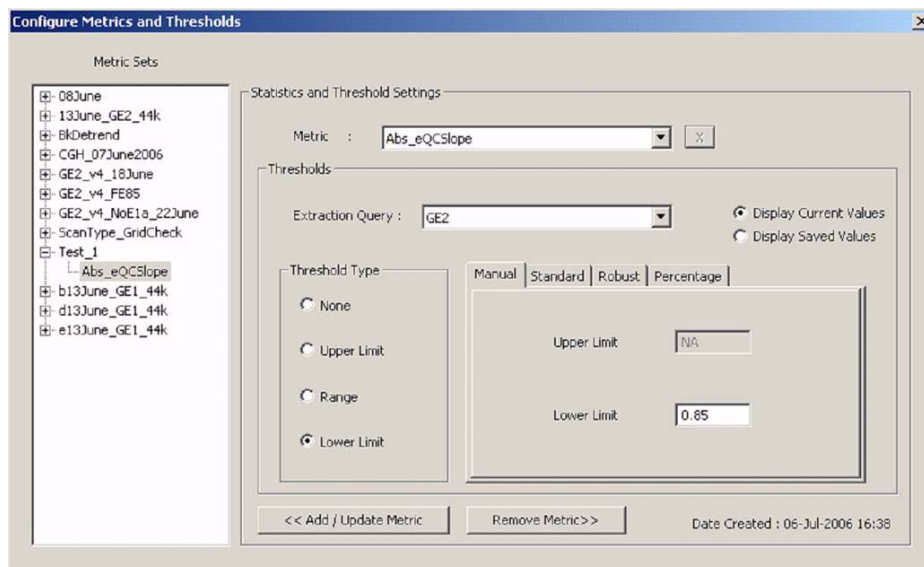 Configure Metrics and Thresholds
Metric Sets
08June
13June_GE2_44k
BkDetrend
CGH_07June2006
GE2_v4_18June
GE2_v4_FE85
GE2_v4_NoE1a_22June
ScanType_GridCheck
Test_1
Abs_eQCSlope
b13June_GE1_44k
d13June_GE1_44k
e13June_GE1_44k
Statistics and Threshold Settings
Metric : Abs_eQCSlope X
Thresholds
Extraction Query : GE2
Display Current Values
Display Saved Values
Threshold Type
None
Upper Limit
Range
Lower Limit
Manual Standard Robust Percentage
Upper Limit NA
Lower Limit 0.85
<< Add / Update Metric Remove Metric>> Date Created : 06-Jul-2006 16:38